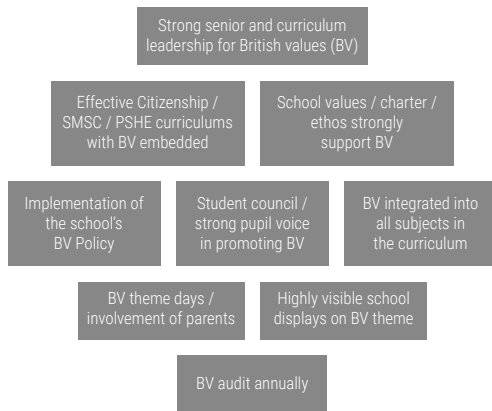 Strong senior and curriculum
leadership for British values (BV)
Effective Citizenship /
SMSC / PSHE curriculums
with BV embedded
School values / charter /
ethos strongly
support BV
Implementation of
the school's
BV Policy
Student council /
strong pupil voice
in promoting BV
BV integrated into
all subjects in
the curriculum
BV theme days /
involvement of parents
Highly visible school
displays on BV theme
BV audit annually